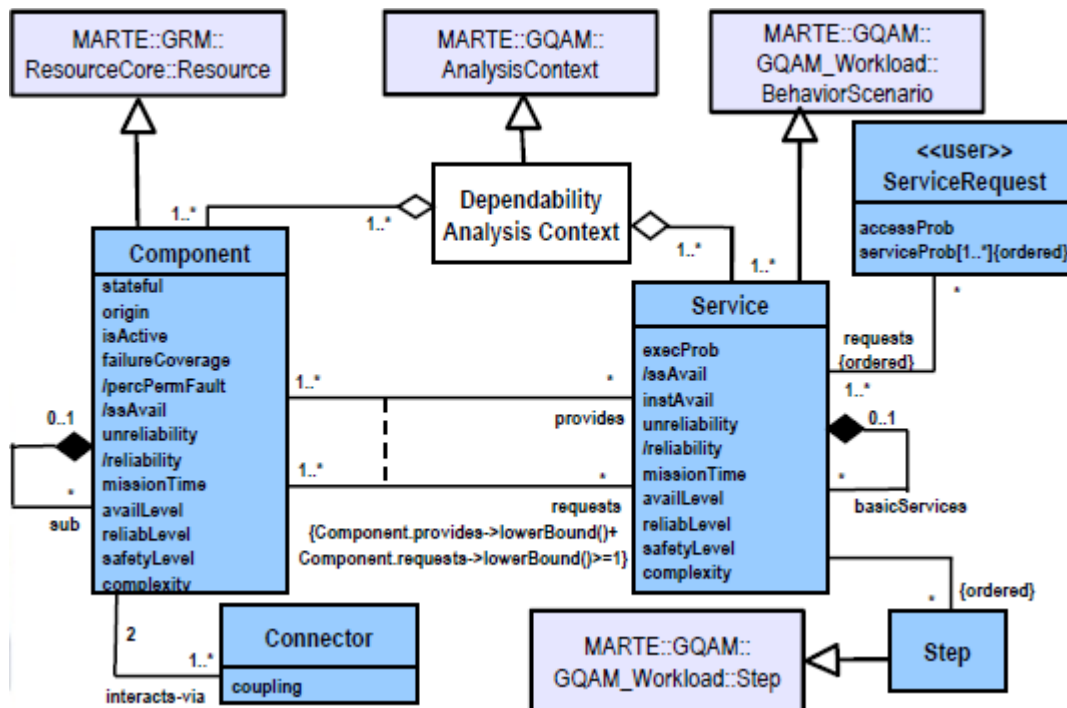 MARTE::GRM::
ResourceCore::Resource
MARTE::GQAM::
AnalysisContext
MARTE::GQAM::
GQAM_Workload::
BehaviorScenario
<<user>>
ServiceRequest
accessProb
serviceProb[1..*]{ordered}
*
requests
{ordered}
1..*
Dependability
Analysis Context
1..*
1..*
1..*
1..*
Component
stateful
origin
isActive
failureCoverage
/percPermFault
/ssAvail
unreliability
/reliability
missionTime
availLevel
reliabLevel
safetyLevel
complexity
0..1
*
sub
1..*
*
provides
1..*
*
requests
{Component.provides->lowerBound()+
Component.requests->lowerBound()>=1}
Service
execProb
/ssAvail
instAvail
unreliability
/reliability
missionTime
availLevel
reliabLevel
safetyLevel
complexity
0..1
*
basicServices
{ordered}
*
Step
MARTE::GQAM::
GQAM_Workload::Step
2
1..*
interacts-via
Connector
coupling